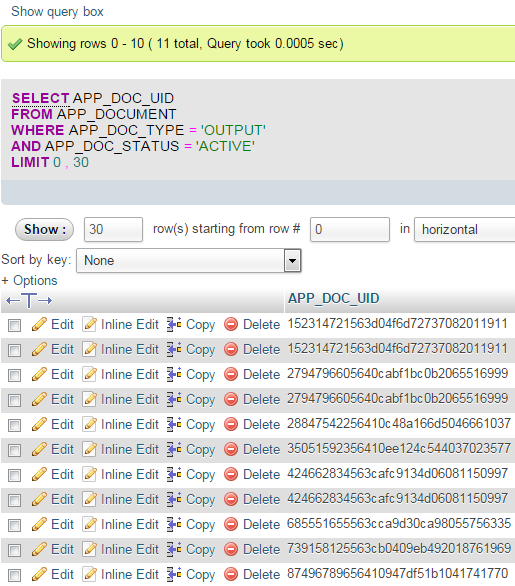 Show query box
Showing rows 0 - 10 ( 11 total, Query took 0.0005 sec)
SELECT APP_DOC_UID
FROM APP_DOCUMENT
WHERE APP_DOC_TYPE = 'OUTPUT'
AND APP_DOC_STATUS = 'ACTIVE'
LIMIT 0 , 30
Show : 30 row(s) starting from row # 0 in horizontal
Sort by key: None
+ Options
←T→ APP_DOC_UID
Edit Inline Edit Copy Delete 152314721563d04f6d72737082011911
Edit Inline Edit Copy Delete 152314721563d04f6d72737082011911
Edit Inline Edit Copy Delete 2794796605640cabf1bc0b2065516999
Edit Inline Edit Copy Delete 2794796605640cabf1bc0b2065516999
Edit Inline Edit Copy Delete 28847542256410c48a166d5046661037
Edit Inline Edit Copy Delete 35051592356410ee124c544037023577
Edit Inline Edit Copy Delete 424662834563cafc9134d06081150997
Edit Inline Edit Copy Delete 424662834563cafc9134d06081150997
Edit Inline Edit Copy Delete 685551655563cca9d30ca98055756335
Edit Inline Edit Copy Delete 739158125563cb0409eb492018761969
Edit Inline Edit Copy Delete 87496789656410947df51b1041741770